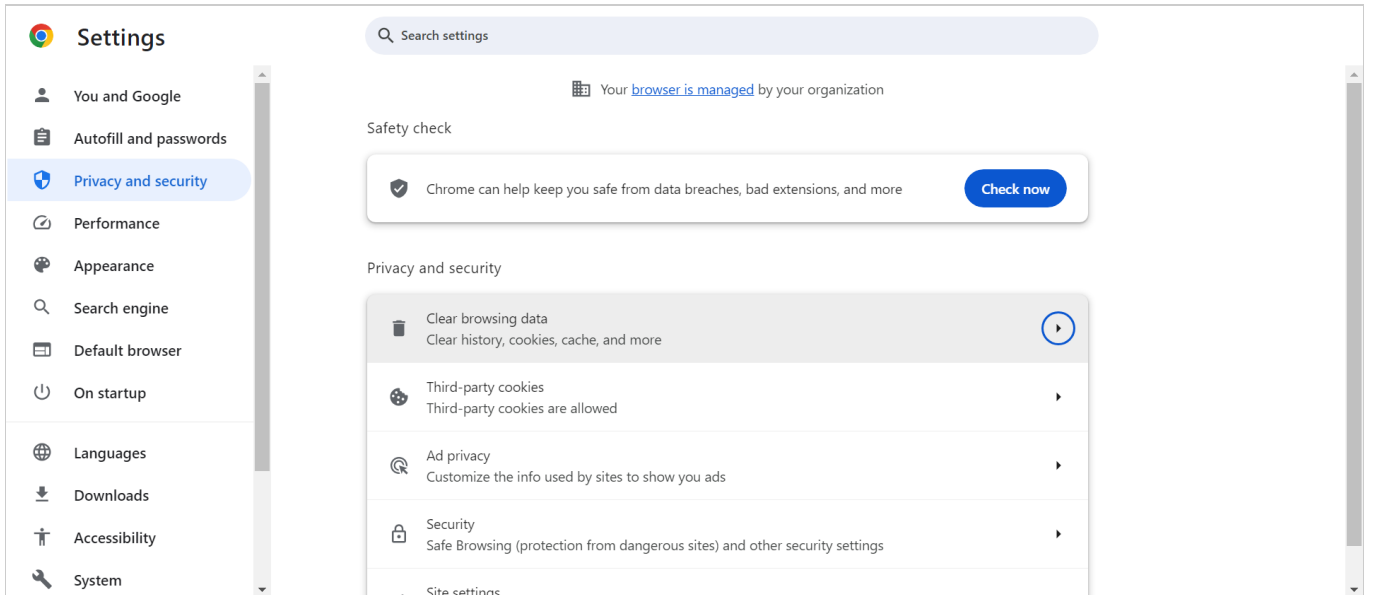 Settings
Search settings
You and Google
Autofill and passwords
Privacy and security
Performance
Appearance
Search engine
Default browser
On startup
Languages
Downloads
Accessibility
System
Your browser is managed by your organization
Safety check
Chrome can help keep you safe from data breaches, bad extensions, and more
Check now
Privacy and security
Clear browsing data
Clear history, cookies, cache, and more
Third-party cookies
Third-party cookies are allowed
Ad privacy
Customize the info used by sites to show you ads
Security
Safe Browsing (protection from dangerous sites) and other security settings
Site settings